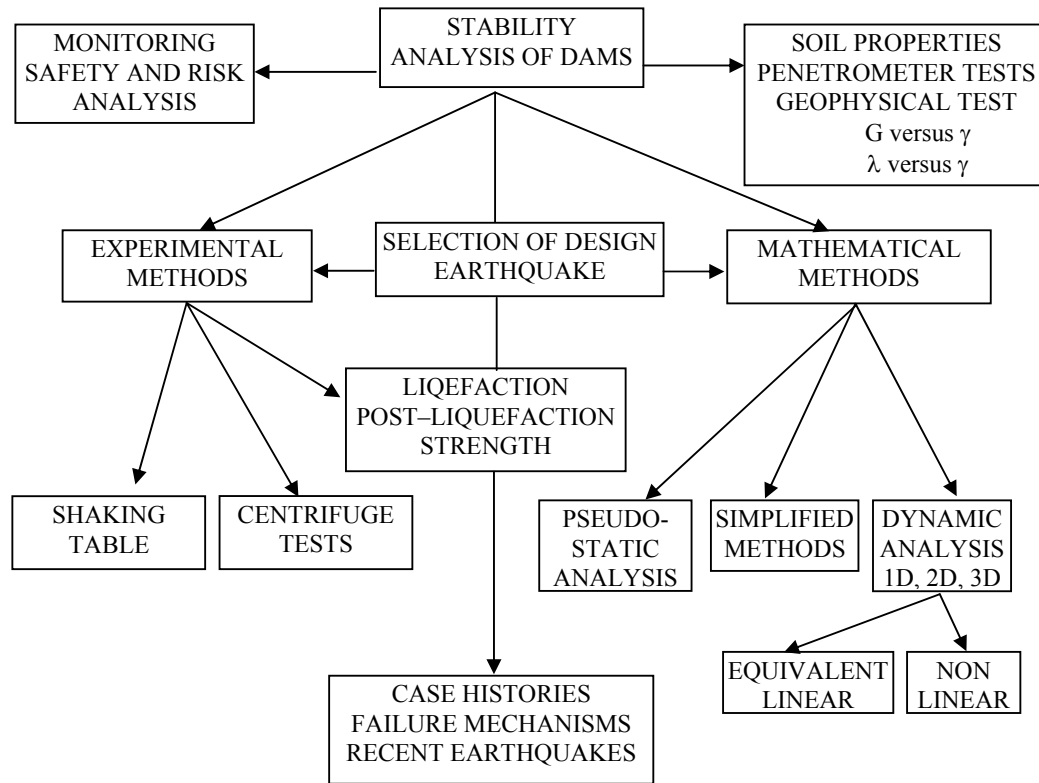 STABILITY
ANALYSIS OF DAMS
MONITORING
SAFETY AND RISK
ANALYSIS
SOIL PROPERTIES
PENETROMETER TESTS
GEOPHYSICAL TEST
G versus γ
λ versus γ
EXPERIMENTAL
METHODS
SELECTION OF DESIGN
EARTHQUAKE
MATHEMATICAL
METHODS
LIQEFACTION
POST–LIQUEFACTION
STRENGTH
SHAKING
TABLE
CENTRIFUGE
TESTS
PSEUDO-
STATIC
ANALYSIS
SIMPLIFIED
METHODS
DYNAMIC
ANALYSIS
1D, 2D, 3D
EQUIVALENT
LINEAR
NON
LINEAR
CASE HISTORIES
FAILURE MECHANISMS
RECENT EARTHQUAKES